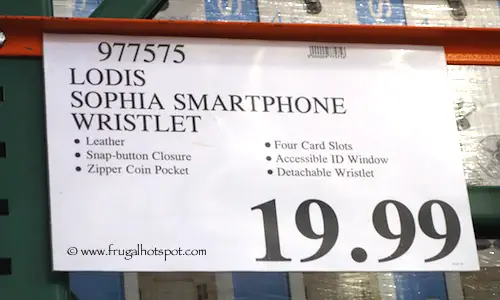 977575
LODIS
SOPHIA SMARTPHONE
WRISTLET
• Leather
• Snap-button Closure
• Zipper Coin Pocket
• Four Card Slots
• Accessible ID Window
• Detachable Wristlet
19.99
© www.frugalhotspot.com